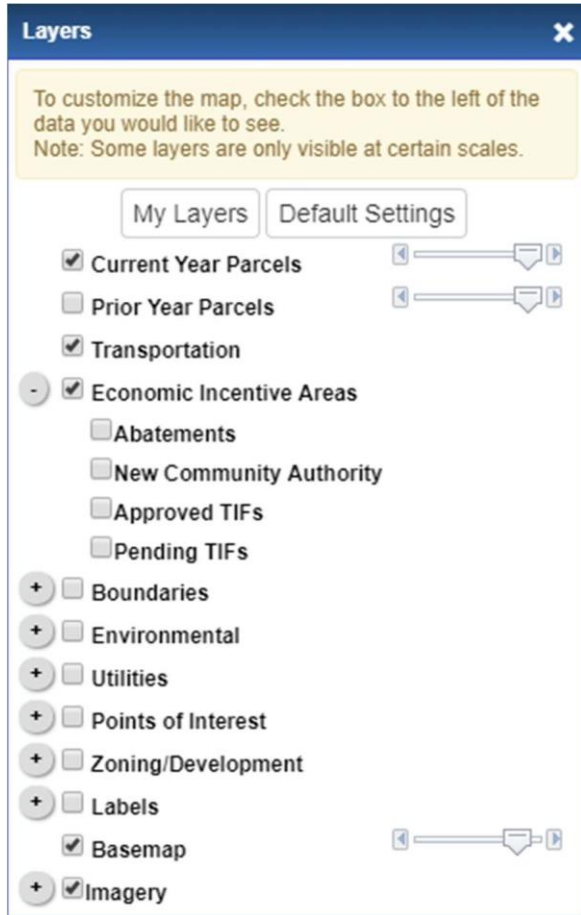 Layers
To customize the map, check the box to the left of the
data you would like to see.
Note: Some layers are only visible at certain scales.
My Layers Default Settings
Current Year Parcels
Prior Year Parcels
Transportation
- Economic Incentive Areas
Abatements
New Community Authority
Approved TIFs
Pending TIFs
+ Boundaries
+ Environmental
+ Utilities
+ Points of Interest
+ Zoning/Development
+ Labels
Basemap
+ Imagery